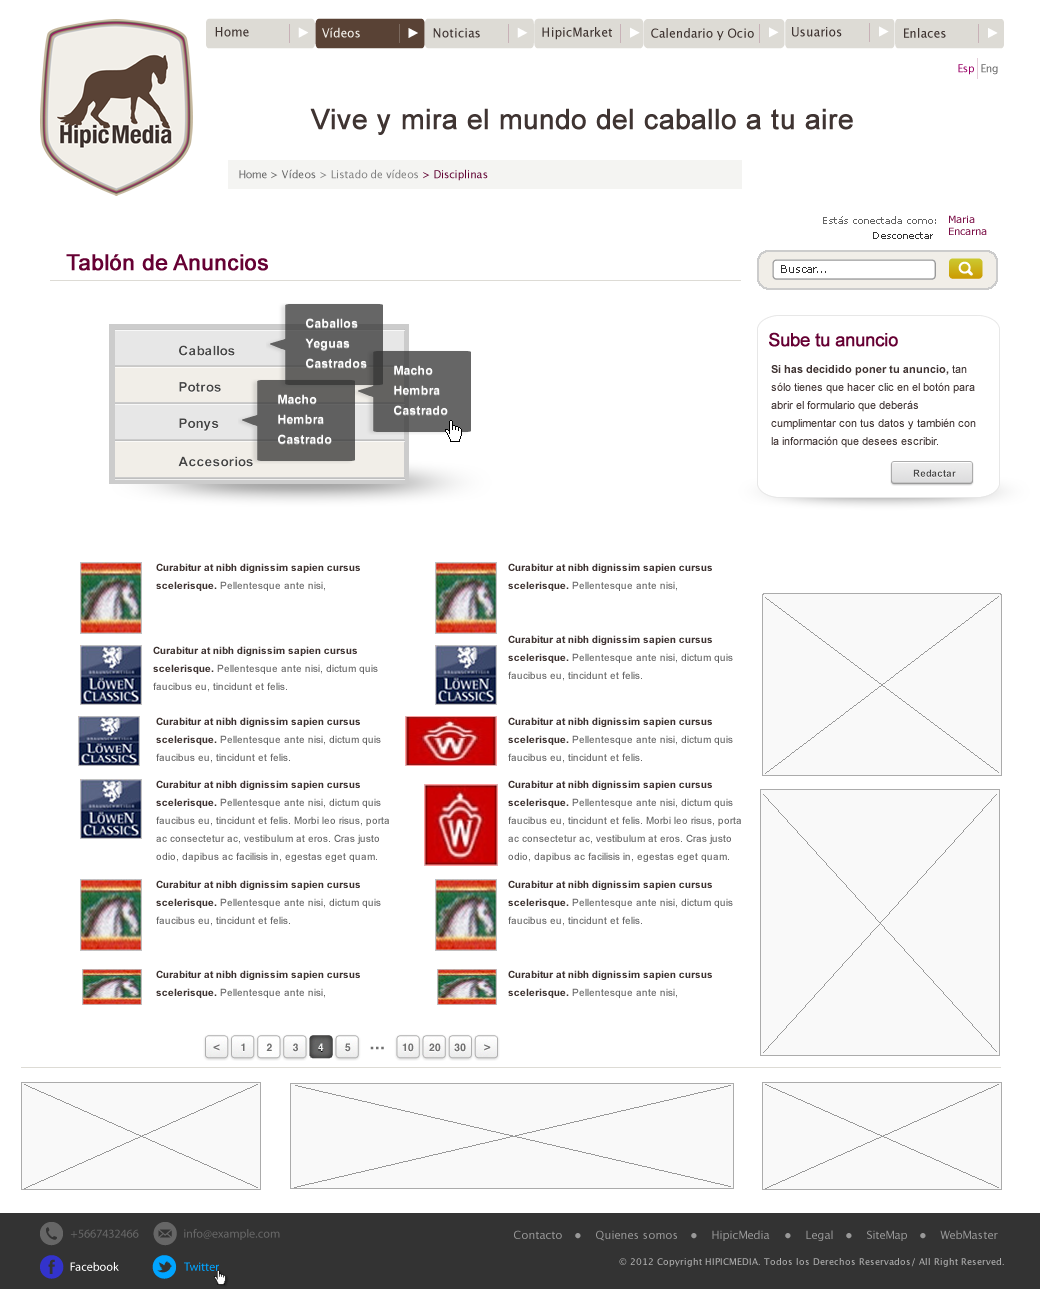 Home
Vídeos
Noticias
HipicMarket
Calendario y Ocio
Usuarios
Enlaces
Esp
Eng
Hipic Media
Vive y mira el mundo del caballo a tu aire
Home > Vídeos > Listado de vídeos > Disciplinas
Estás conectada como: Maria Encarna
Desconectar
Tablón de Anuncios
Buscar...
Caballos
Potros
Ponys
Accesorios
Caballos
Yeguas
Castrados
Macho
Hembra
Castrado
Macho
Hembra
Castrado
Sube tu anuncio
Si has decidido poner tu anuncio, tan
sólo tienes que hacer clic en el botón para
abrir el formulario que deberás
cumplimentar con tus datos y también con
la información que desees escribir.
Redactar
Curabitur at nibh dignissim sapien cursus
scelerisque. Pellentesque ante nisi,
Curabitur at nibh dignissim sapien cursus
scelerisque. Pellentesque ante nisi,
LÖWEN
CLASSICS
Curabitur at nibh dignissim sapien cursus
scelerisque. Pellentesque ante nisi, dictum quis
faucibus eu, tincidunt et felis.
LÖWEN
CLASSICS
Curabitur at nibh dignissim sapien cursus
scelerisque. Pellentesque ante nisi, dictum quis
faucibus eu, tincidunt et felis.
LÖWEN
CLASSICS
Curabitur at nibh dignissim sapien cursus
scelerisque. Pellentesque ante nisi, dictum quis
faucibus eu, tincidunt et felis.
W
Curabitur at nibh dignissim sapien cursus
scelerisque. Pellentesque ante nisi, dictum quis
faucibus eu, tincidunt et felis.
LÖWEN
CLASSICS
Curabitur at nibh dignissim sapien cursus
scelerisque. Pellentesque ante nisi, dictum quis
faucibus eu, tincidunt et felis. Morbi leo risus, porta
ac consectetur ac, vestibulum at eros. Cras justo
odio, dapibus ac facilisis in, egestas eget quam.
W
Curabitur at nibh dignissim sapien cursus
scelerisque. Pellentesque ante nisi, dictum quis
faucibus eu, tincidunt et felis. Morbi leo risus, porta
ac consectetur ac, vestibulum at eros. Cras justo
odio, dapibus ac facilisis in, egestas eget quam.
Curabitur at nibh dignissim sapien cursus
scelerisque. Pellentesque ante nisi, dictum quis
faucibus eu, tincidunt et felis.
Curabitur at nibh dignissim sapien cursus
scelerisque. Pellentesque ante nisi, dictum quis
faucibus eu, tincidunt et felis.
Curabitur at nibh dignissim sapien cursus
scelerisque. Pellentesque ante nisi,
Curabitur at nibh dignissim sapien cursus
scelerisque. Pellentesque ante nisi,
< 1 2 3 4 5 ... 10 20 30 >
+5667432466
info@example.com
Contacto • Quienes somos • HipicMedia • Legal • SiteMap • WebMaster
Facebook
Twitter
© 2012 Copyright HIPICMEDIA. Todos los Derechos Reservados/ All Right Reserved.